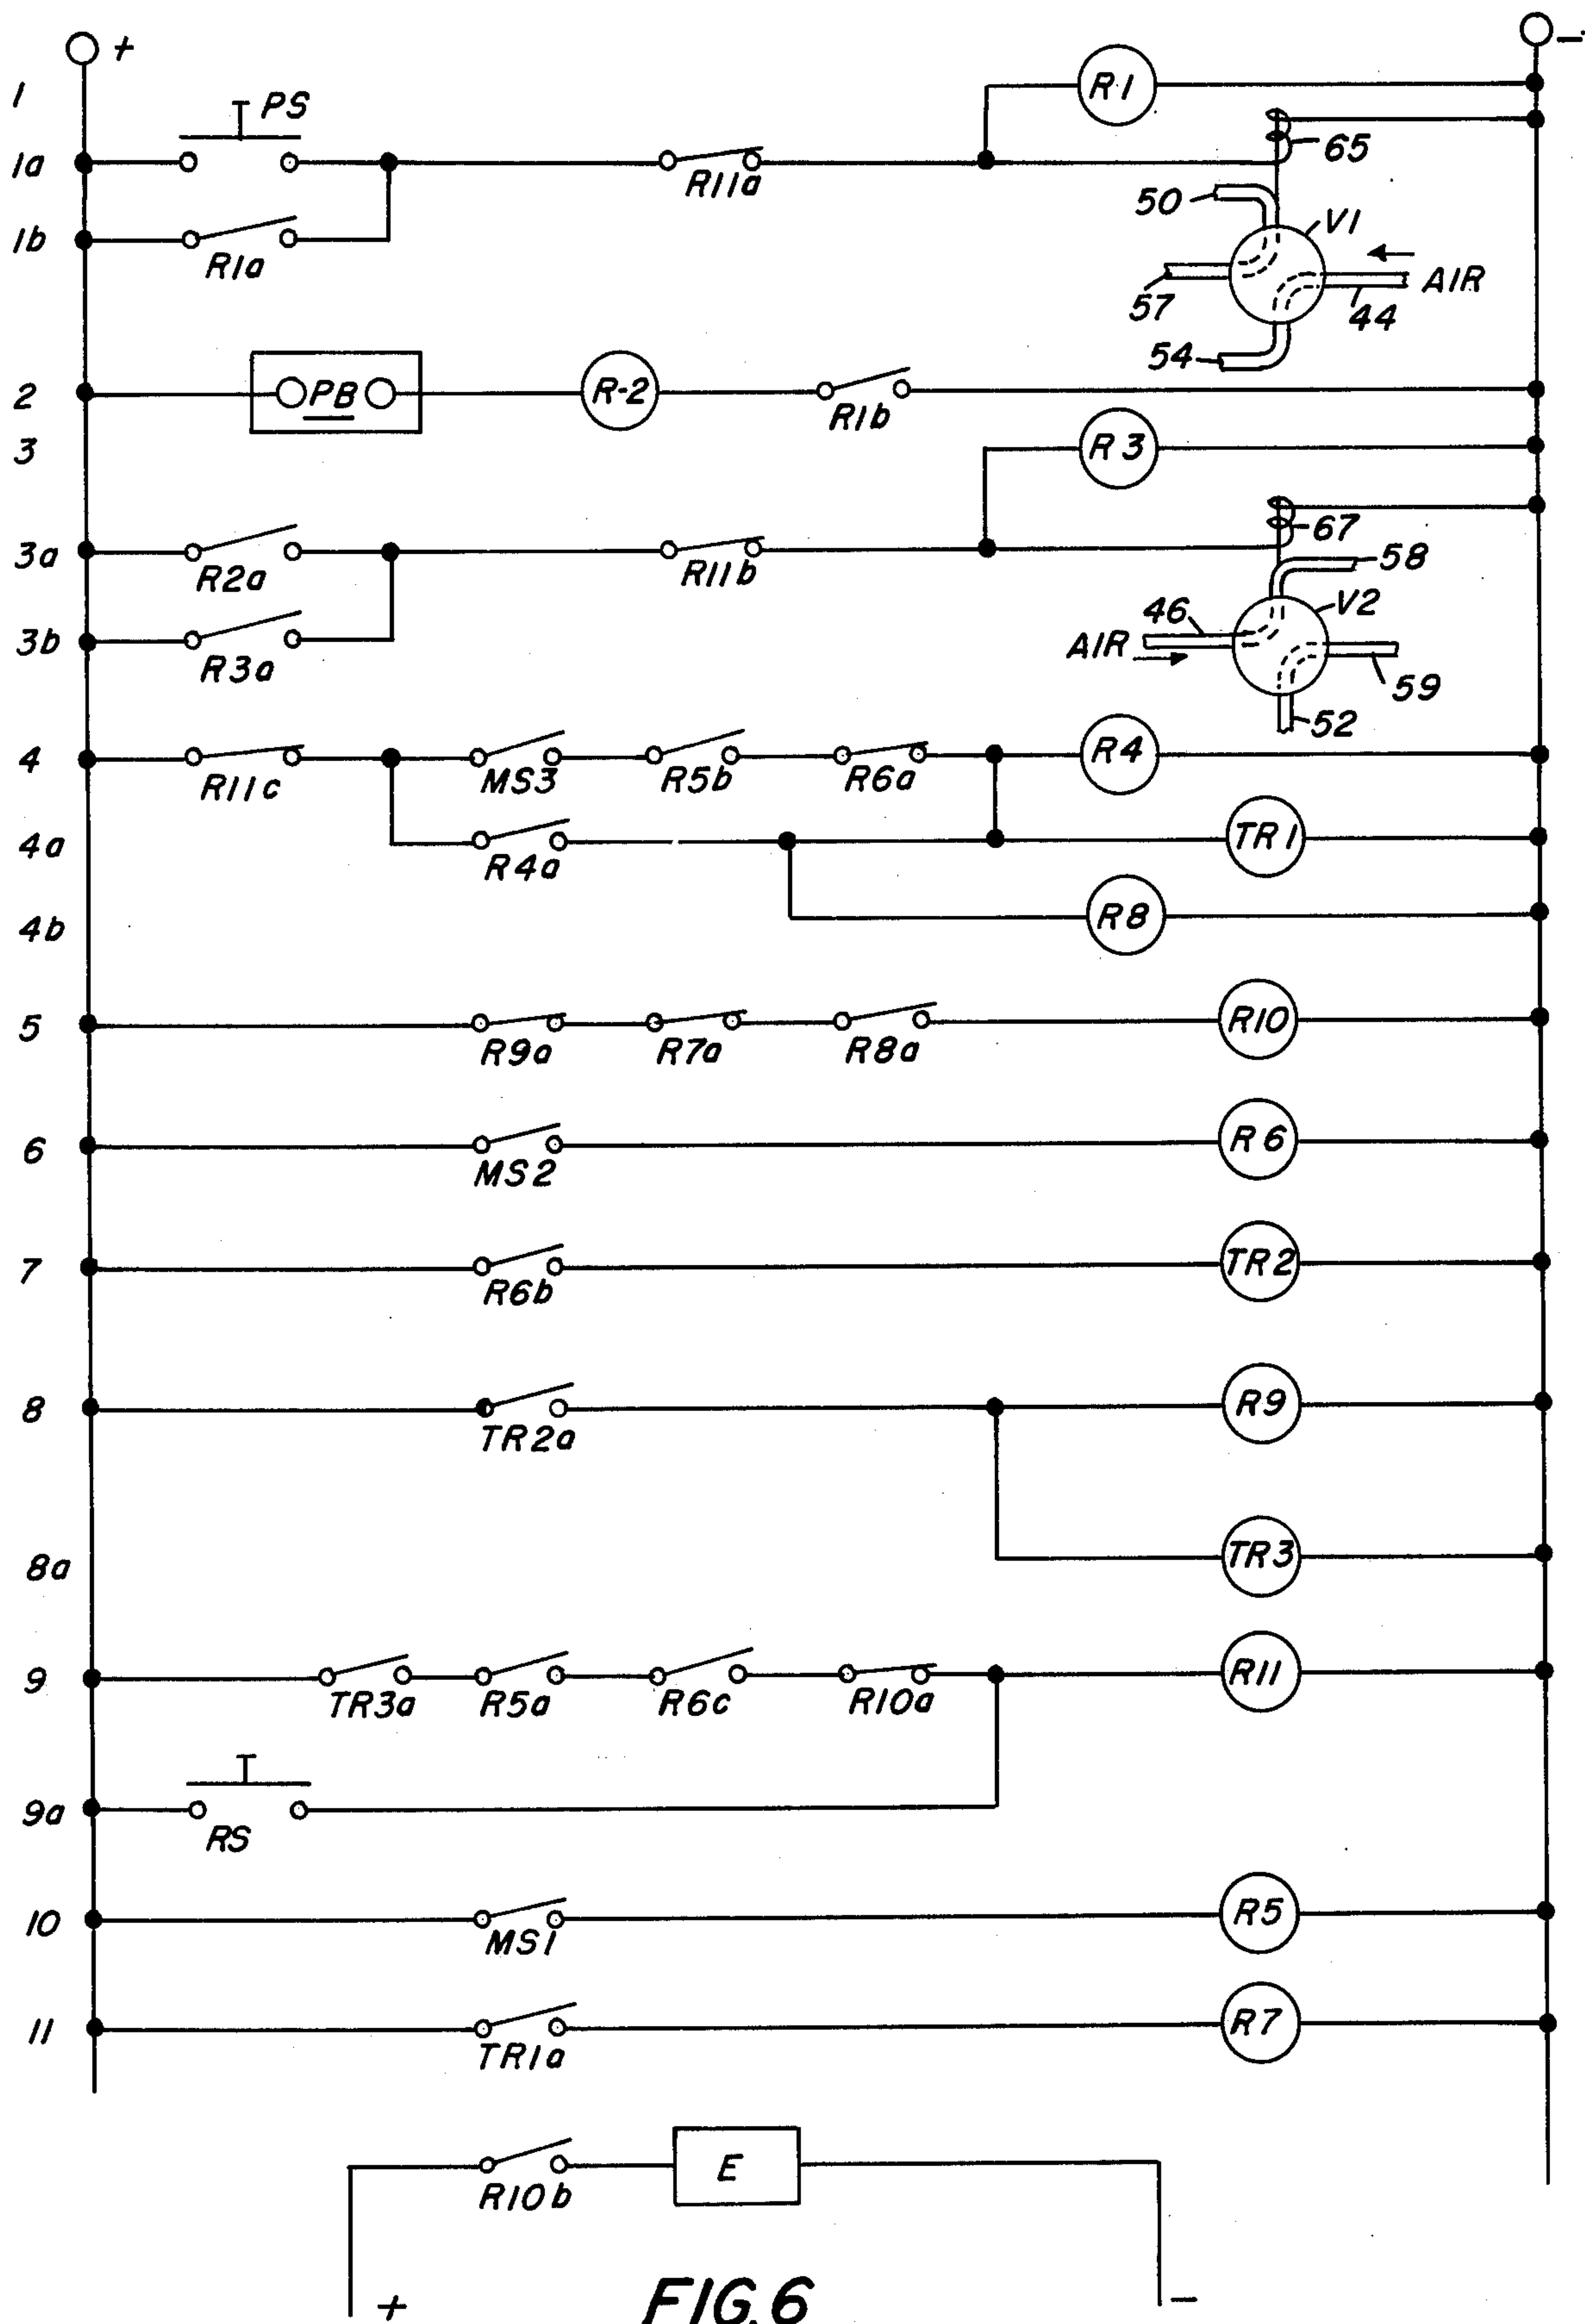 + -
1 R1
PS
1a R11a 65
50 V1
1b R1a
AIR
57 44
54
2 PB R-2 R1b
3 R3
67
3a R2a R11b 58
46 V2
3b R3a AIR
59
52
4 R11c MS3 R5b R6a R4
4a R4a TR1
4b R8
5 R9a R7a R8a R10
6 MS2 R6
7 R6b TR2
8 TR2a R9
8a TR3
9 TR3a R5a R6c R10a R11
9a RS
10 MS1 R5
11 TR1a R7
R10b E
+ -
FIG.6